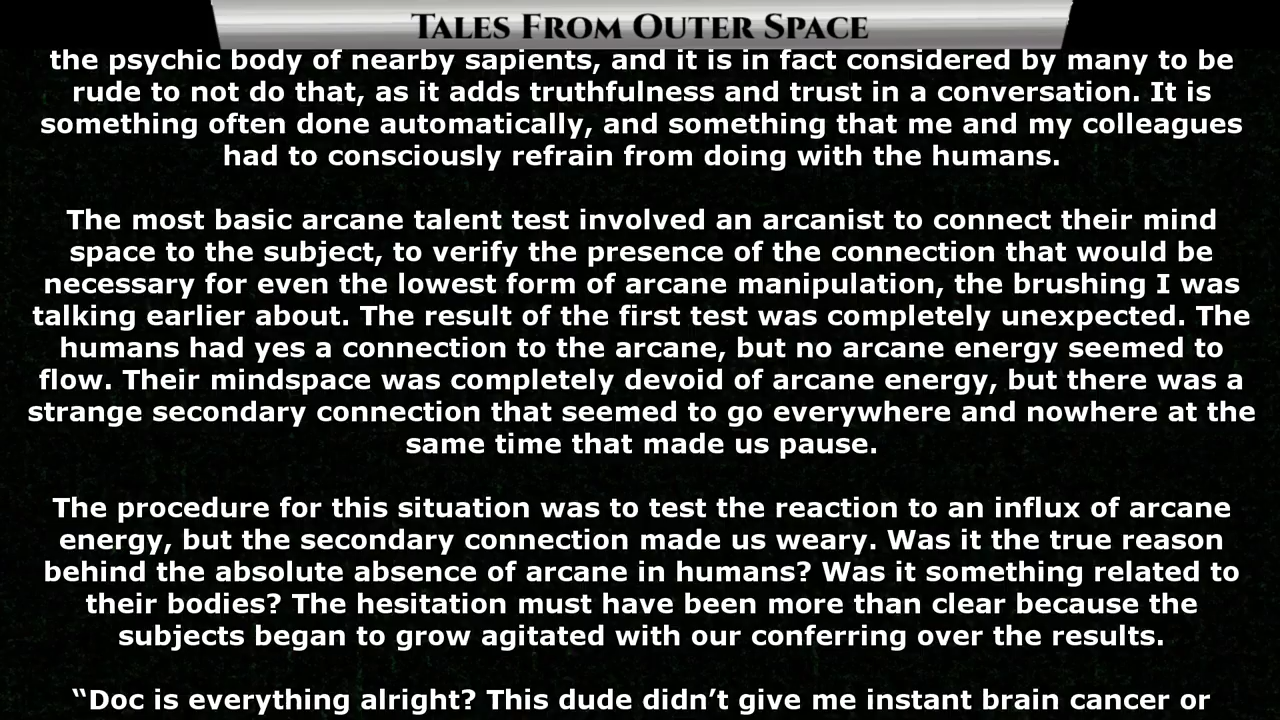 Tales From Outer Space
the psychic body of nearby sapients, and it is in fact considered by many to be
rude to not do that, as it adds truthfulness and trust in a conversation. It is
something often done automatically, and something that me and my colleagues
had to consciously refrain from doing with the humans.
The most basic arcane talent test involved an arcanist to connect their mind
space to the subject, to verify the presence of the connection that would be
necessary for even the lowest form of arcane manipulation, the brushing I was
talking earlier about. The result of the first test was completely unexpected. The
humans had yes a connection to the arcane, but no arcane energy seemed to
flow. Their mindspace was completely devoid of arcane energy, but there was a
strange secondary connection that seemed to go everywhere and nowhere at the
same time that made us pause.
The procedure for this situation was to test the reaction to an influx of arcane
energy, but the secondary connection made us weary. Was it the true reason
behind the absolute absence of arcane in humans? Was it something related to
their bodies? The hesitation must have been more than clear because the
subjects began to grow agitated with our conferring over the results.
“Doc is everything alright? This dude didn’t give me instant brain cancer or